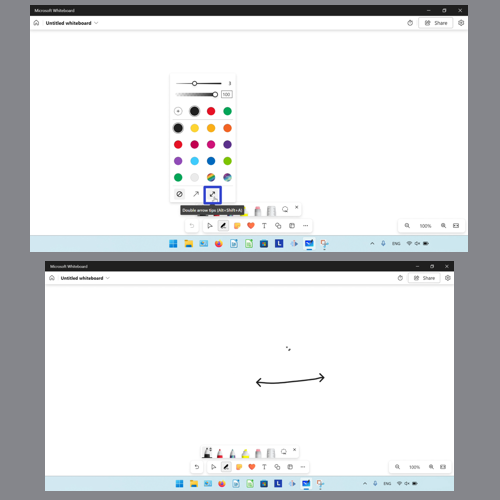 Microsoft Whiteboard
Untitled whiteboard
Share
3
100
Double arrow tips (Alt+Shift+A)
100%
ENG
Microsoft Whiteboard
Untitled whiteboard
Share
100%
ENG